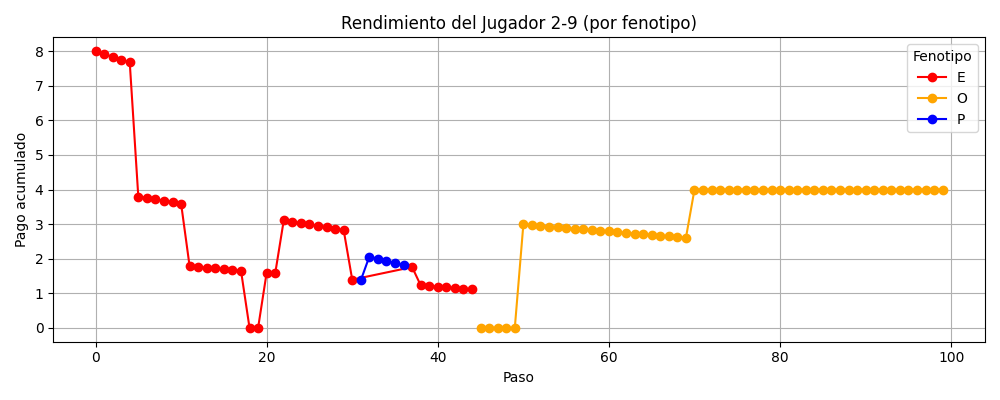 Rendimiento del Jugador 2-9 (por fenotipo)
Pago acumulado
8
7
6
5
4
3
2
1
0
Fenotipo
E
O
P
0 20 40 60 80 100
Paso